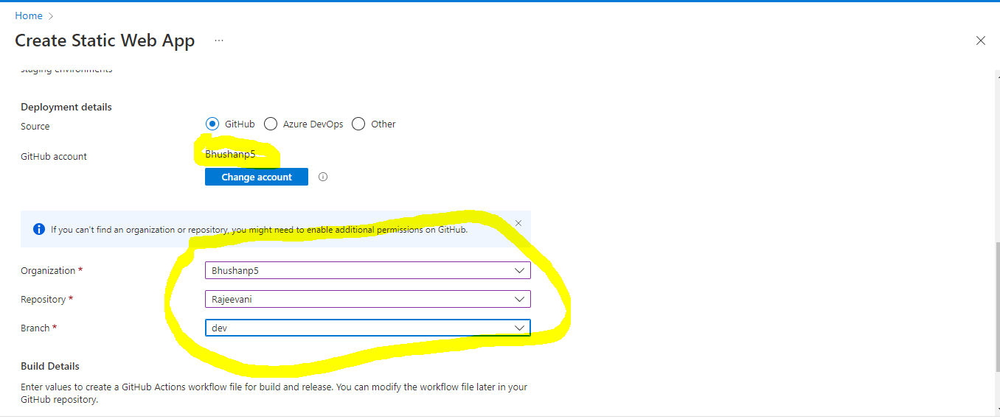 Home
Create Static Web App
staging environments
Deployment details
Source GitHub Azure DevOps Other
GitHub account Bhushanp5
Change account
If you can't find an organization or repository, you might need to enable additional permissions on GitHub.
Organization * Bhushanp5
Repository * Rajeevani
Branch * dev
Build Details
Enter values to create a GitHub Actions workflow file for build and release. You can modify the workflow file later in your
GitHub repository.